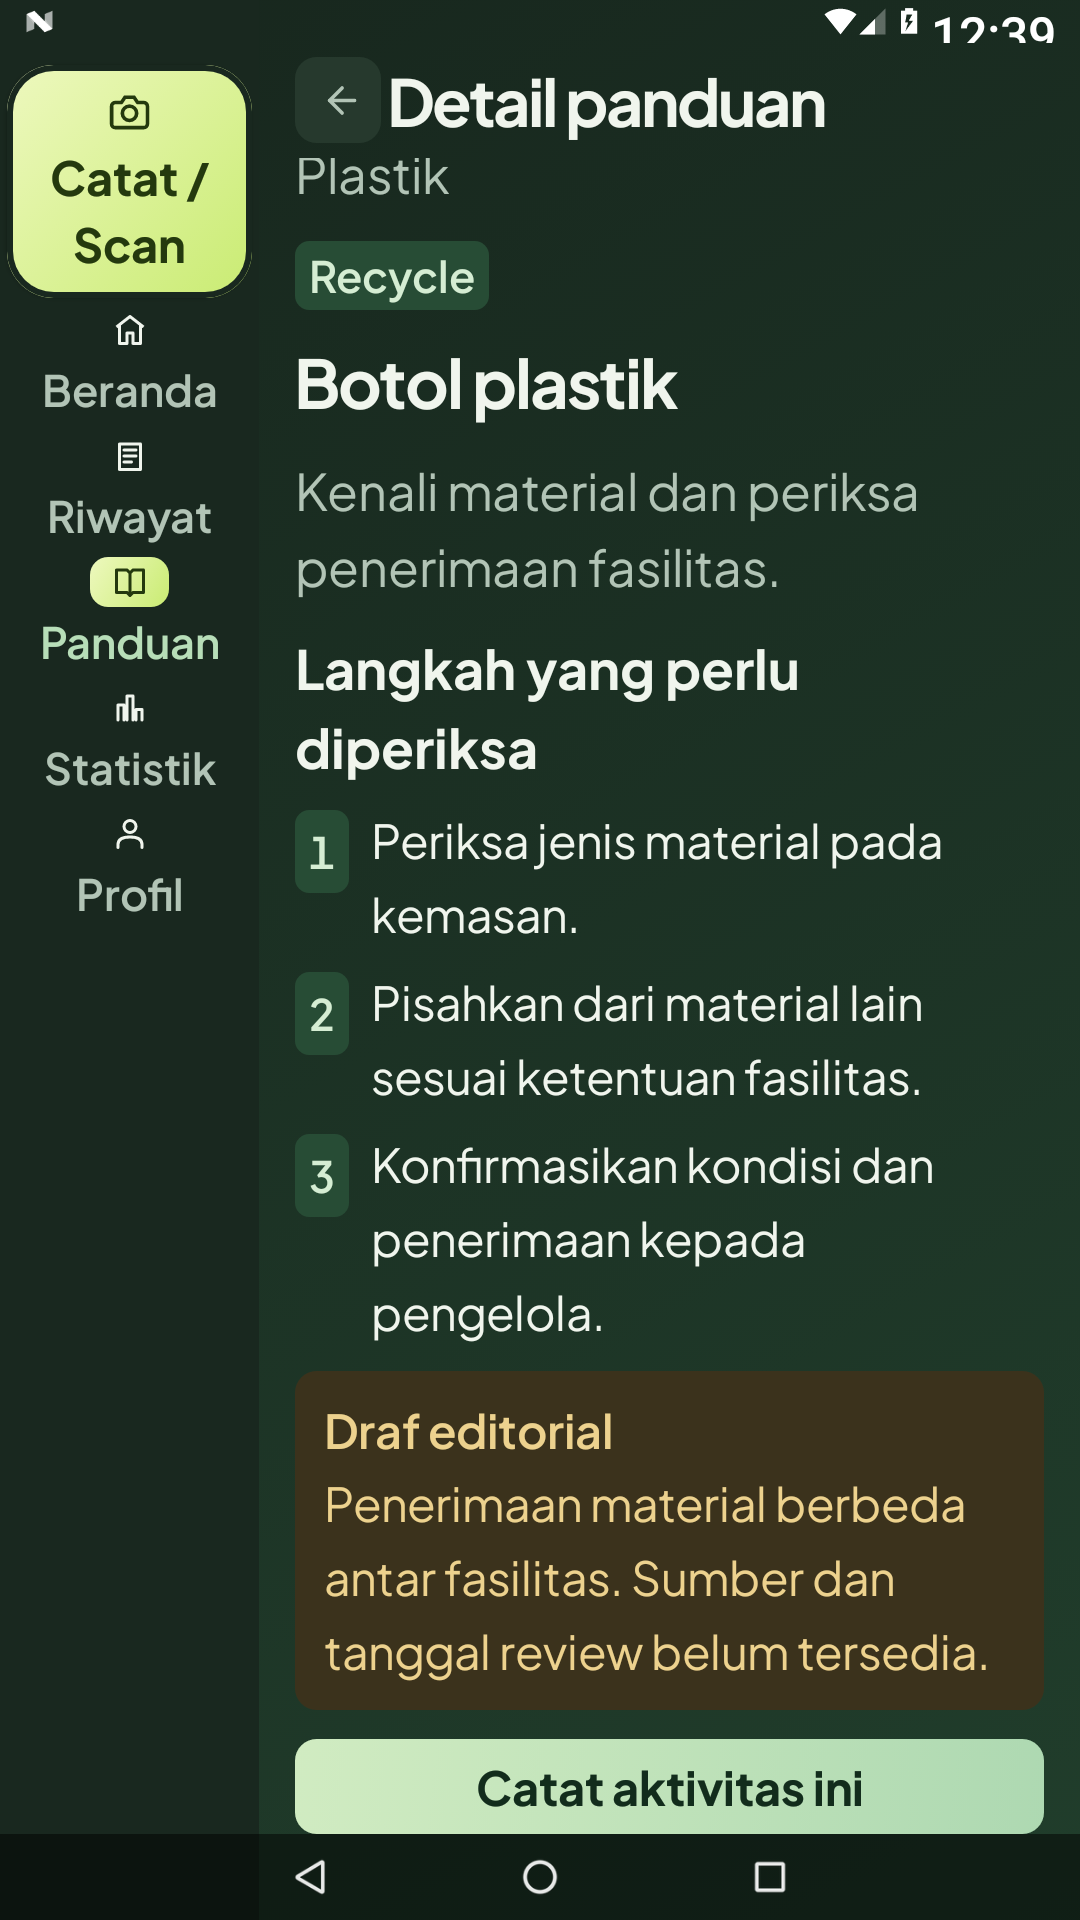 12:39
Catat /
Scan
Beranda
Riwayat
Panduan
Statistik
Profil
Detail panduan
Plastik
Recycle
Botol plastik
Kenali material dan periksa
penerimaan fasilitas.
Langkah yang perlu
diperiksa
1 Periksa jenis material pada
kemasan.
2 Pisahkan dari material lain
sesuai ketentuan fasilitas.
3 Konfirmasikan kondisi dan
penerimaan kepada
pengelola.
Draf editorial
Penerimaan material berbeda
antar fasilitas. Sumber dan
tanggal review belum tersedia.
Catat aktivitas ini